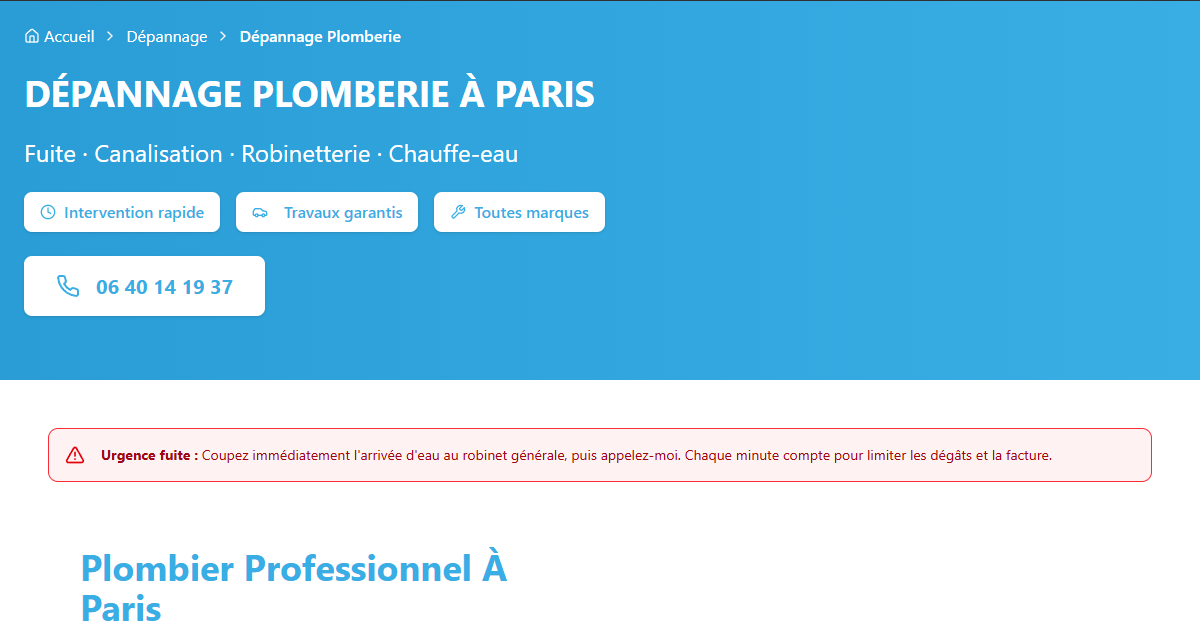 Accueil > Dépannage > Dépannage Plomberie
DÉPANNAGE PLOMBERIE À PARIS
Fuite · Canalisation · Robinetterie · Chauffe-eau
Intervention rapide Travaux garantis Toutes marques
06 40 14 19 37
Urgence fuite : Coupez immédiatement l'arrivée d'eau au robinet générale, puis appelez-moi. Chaque minute compte pour limiter les dégâts et la facture.
Plombier Professionnel À
Paris